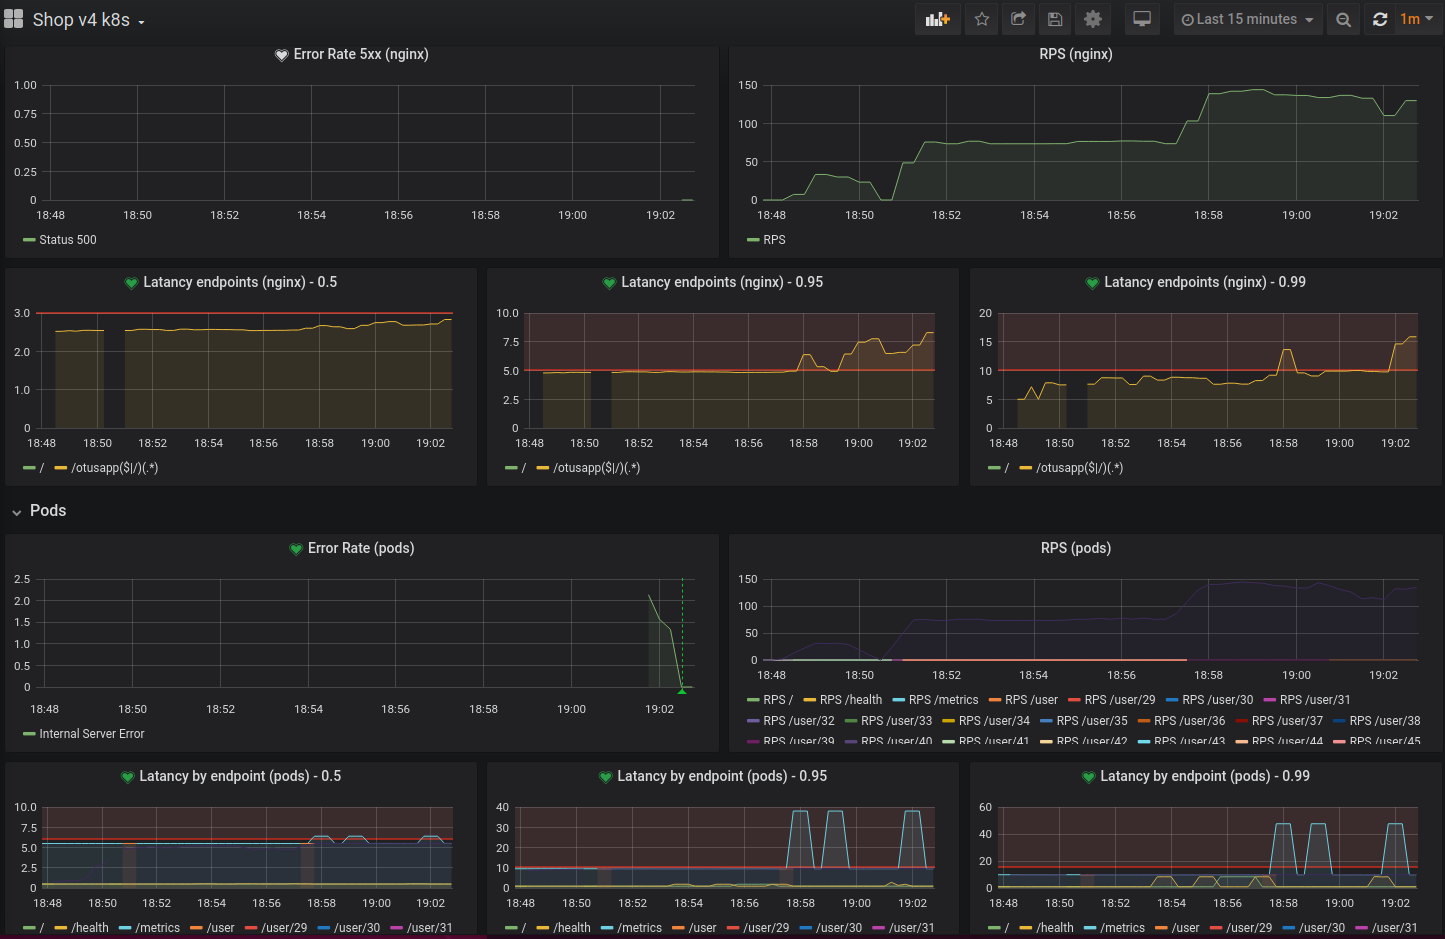 Shop v4 k8s
Last 15 minutes
1m
Error Rate 5xx (nginx)
1.00
0.75
0.50
0.25
0
18:48 18:50 18:52 18:54 18:56 18:58 19:00 19:02
Status 500
RPS (nginx)
150
100
50
0
18:48 18:50 18:52 18:54 18:56 18:58 19:00 19:02
RPS
Latancy endpoints (nginx) - 0.5
3.0
2.0
1.0
0
18:48 18:50 18:52 18:54 18:56 18:58 19:00 19:02
/ /otusapp($|/)(.*)
Latancy endpoints (nginx) - 0.95
10.0
7.5
5.0
2.5
0
18:48 18:50 18:52 18:54 18:56 18:58 19:00 19:02
/ /otusapp($|/)(.*)
Latancy endpoints (nginx) - 0.99
20
15
10
5
0
18:48 18:50 18:52 18:54 18:56 18:58 19:00 19:02
/ /otusapp($|/)(.*)
Pods
Error Rate (pods)
2.5
2.0
1.5
1.0
0.5
0
18:48 18:50 18:52 18:54 18:56 18:58 19:00 19:02
Internal Server Error
RPS (pods)
150
100
50
0
18:48 18:50 18:52 18:54 18:56 18:58 19:00 19:02
RPS / RPS /health RPS /metrics RPS /user RPS /user/29 RPS /user/30 RPS /user/31
RPS /user/32 RPS /user/33 RPS /user/34 RPS /user/35 RPS /user/36 RPS /user/37 RPS /user/38
RPS /user/39 RPS /user/40 RPS /user/41 RPS /user/42 RPS /user/43 RPS /user/44 RPS /user/45
Latancy by endpoint (pods) - 0.5
10.0
7.5
5.0
2.5
0
18:48 18:50 18:52 18:54 18:56 18:58 19:00 19:02
/ /health /metrics /user /user/29 /user/30 /user/31
Latancy by endpoint (pods) - 0.95
40
30
20
10
0
18:48 18:50 18:52 18:54 18:56 18:58 19:00 19:02
/ /health /metrics /user /user/29 /user/30 /user/31
Latancy by endpoint (pods) - 0.99
60
40
20
0
18:48 18:50 18:52 18:54 18:56 18:58 19:00 19:02
/ /health /metrics /user /user/29 /user/30 /user/31